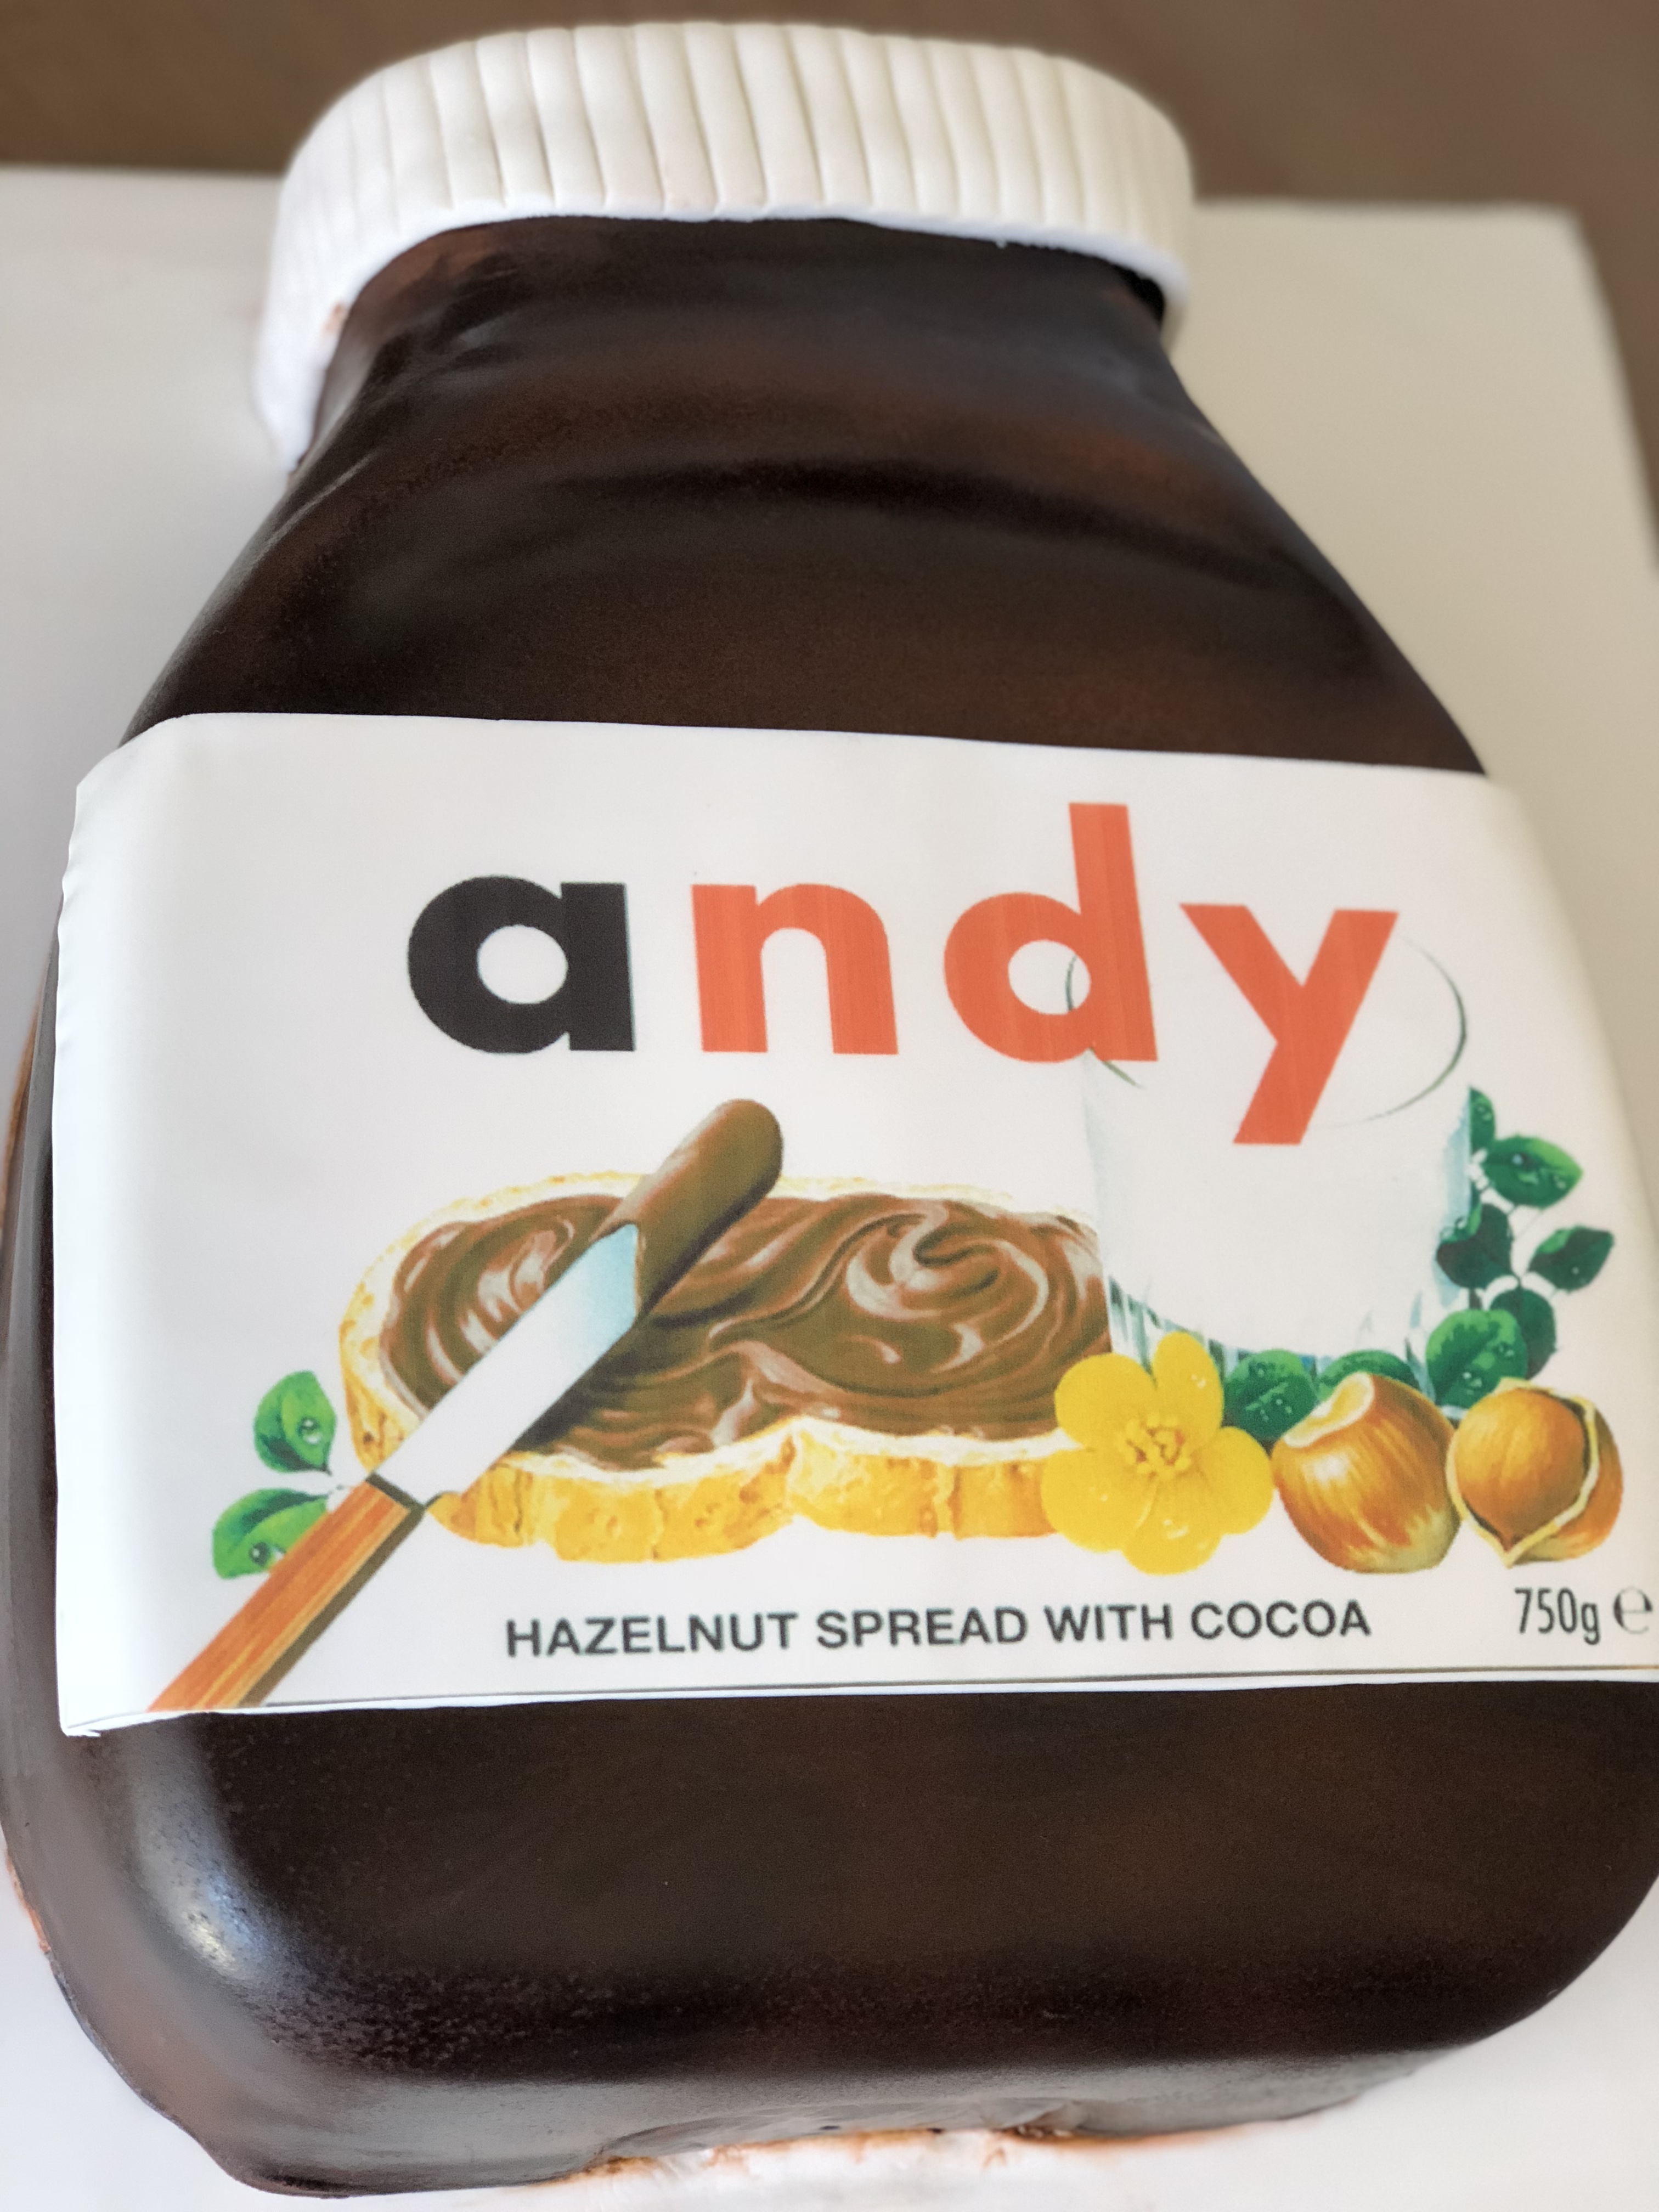 andy
HAZELNUT SPREAD WITH COCOA
750g ℮